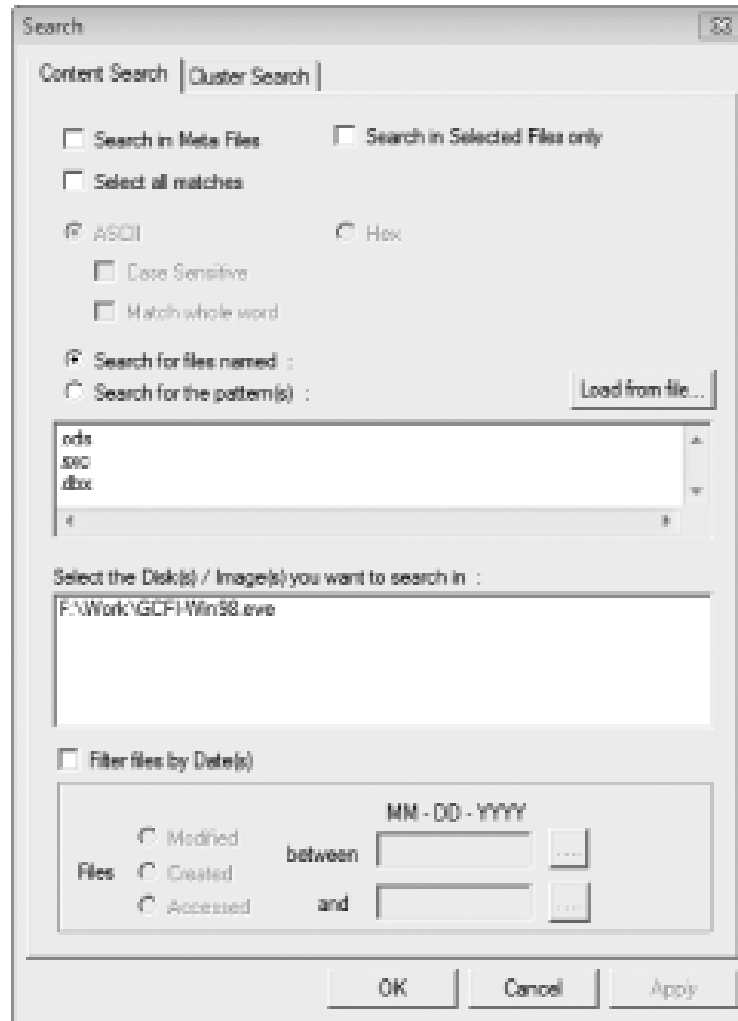 Search
Content Search Cluster Search
Search in Meta Files Search in Selected Files only
Select all matches
ASCII Hex
Case Sensitive
Match whole word
Search for files named :
Search for the pattern(s) : Load from file...
ods
sxc
dbx
Select the Disk(s) / Image(s) you want to search in :
F:\Work\GCFI-Win98.eve
Filter files by Date(s)
MM - DD - YYYY
Modified
between ....
Files Created
Accessed
and ....
OK Cancel Apply